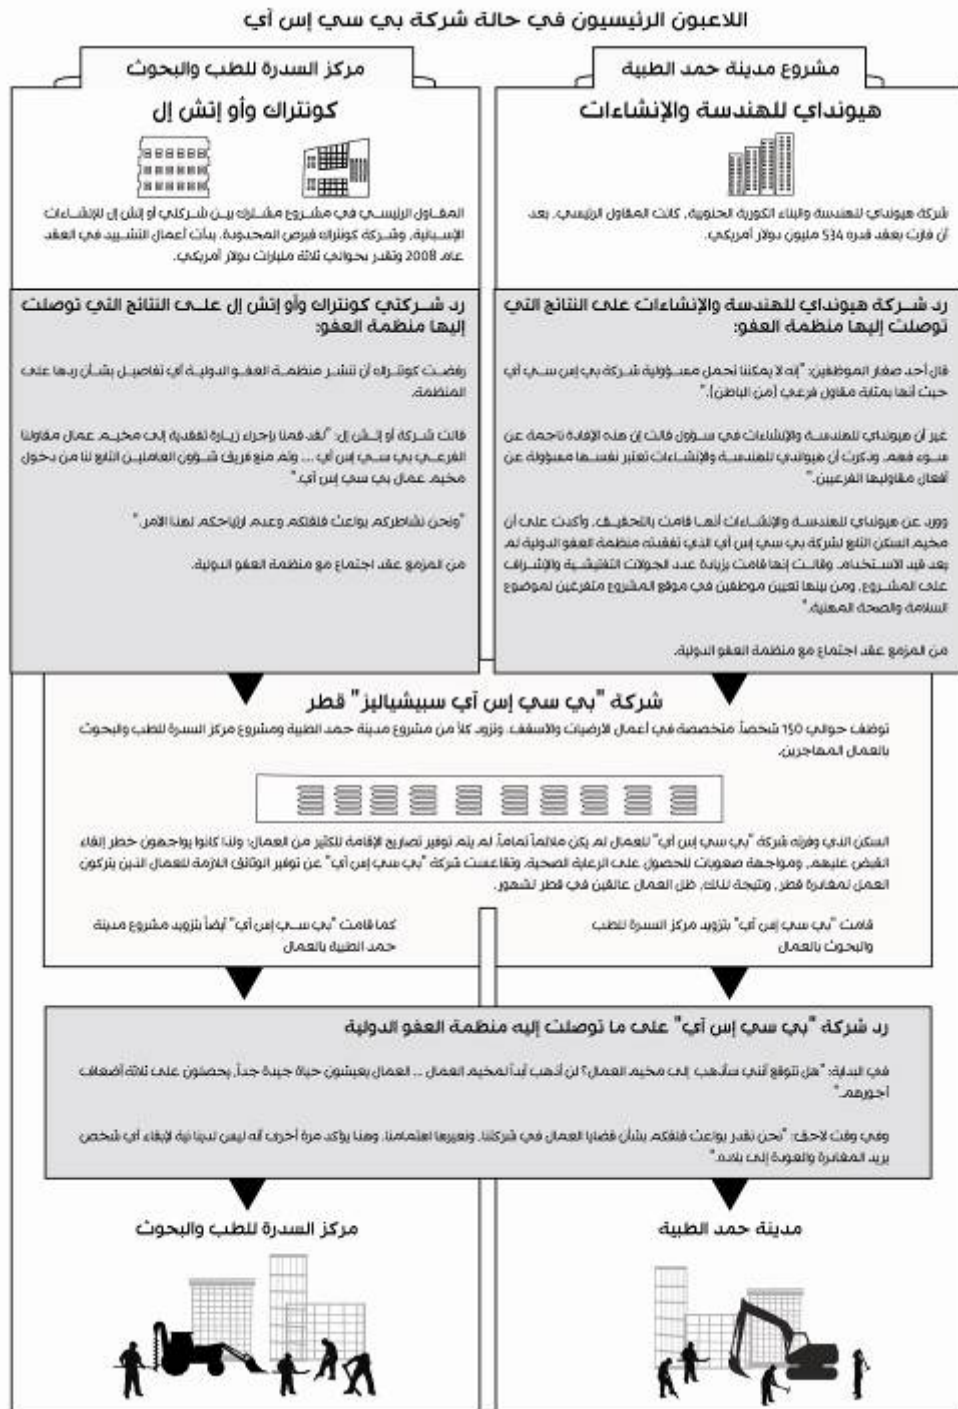 اللاعبون الرئيسيون في حالة شركة بي سي إس آي
مشروع مدينة حمد الطبية
هيونداي للهندسة والإنشاءات
شركة هيونداي للهندسة والبناء الكورية الجنوبية، كانت المقاول الرئيسي، بعد
أن فازت بعقد قدره 534 مليون دولار أمريكي.
رد شركة هيونداي للهندسة والإنشاءات على النتائج التي
توصلت إليها منظمة العفو:
قال أحد صغار الموظفين: "إنه لا يمكننا تحمل مسؤولية شركة بي إس سي آي
حيث أنها بمثابة مقاول فرعي (من الباطن)."
غير أن هيونداي للهندسة والإنشاءات في سؤول قالت إن هذه الإفادة ناجمة عن
سوء فهم. وذكرت أن هيونداي للهندسة والإنشاءات تعتبر نفسها مسؤولة عن
أفعال مقاوليها الفرعيين."
وورد عن هيونداي للهندسة والإنشاءات أنها قامت بالتحقيق، وأكدت على أن
مخيم السكن التابع لشركة بي سي إس آي الذي تفقدته منظمة العفو الدولية لم
يعد قيد الاستخدام. وقالت إنها قامت بزيادة عدد الجولات التفتيشية والإشراف
على المشروع، ومن بينها تعيين موظفين في موقع المشروع متفرغين لموضوع
السلامة والصحة المهنية."
من المزمع عقد اجتماع مع منظمة العفو الدولية.
مركز السدرة للطب والبحوث
كونتراك وأو إتش إل
المقاول الرئيسي في مشروع مشترك بين شركتي أو إتش إل للإنشاءات
الإسبانية، وشركة كونتراك قبرص المحدودة. بدأت أعمال التشييد في العقد
عام 2008 وتقدر بحوالي ثلاثة مليارات دولار أمريكي.
رد شركتي كونتراك وأو إتش إل على النتائج التي توصلت
إليها منظمة العفو:
رفضت كونتراك أن تنشر منظمة العفو الدولية أي تفاصيل بشأن ردها على
المنظمة.
قالت شركة أو إتش إل: "لقد قمنا بإجراء زيارة تفقدية إلى مخيم عمال مقاولنا
الفرعي بي سي إس آي ... وتم منع فريق شؤون العاملين التابع لنا من دخول
مخيم عمال بي سي إس آي."
"ونحن نشاطركم بواعث قلقكم وعدم ارتياحكم لهذا الأمر."
من المزمع عقد اجتماع مع منظمة العفو الدولية.
شركة "بي سي إس آي سبيشياليز" قطر
توظف حوالي 150 شخصاً، متخصصة في أعمال الأرضيات والأسقف. وتزود كلاً من مشروع مدينة حمد الطبية ومشروع مركز السدرة للطب والبحوث
بالعمال المهاجرين.
السكن الذي وفرته شركة "بي سي إس آي" للعمال لم يكن ملائماً تماماً. لم يتم توفير تصاريح الإقامة للكثير من العمال؛ ولذا كانوا يواجهون خطر إلقاء
القبض عليهم، ومواجهة صعوبات للحصول على الرعاية الصحية. وتقاعست شركة "بي سي إس آي" عن توفير الوثائق اللازمة للعمال الذين يتركون
العمل لمغادرة قطر، ونتيجة لذلك، ظل العمال عالقين في قطر لشهور.
قامت "بي سي إس آي" بتزويد مركز السدرة للطب
والبحوث بالعمال
كما قامت "بي سي إس آي" أيضاً بتزويد مشروع مدينة
حمد الطبية بالعمال
رد شركة "بي سي إس آي" على ما توصلت إليه منظمة العفو الدولية
في البداية: "هل تتوقع أنني سأذهب إلى مخيم العمال؟ لن أذهب أبداً لمخيم العمال ... العمال يعيشون حياة جيدة جداً، يحصلون على ثلاثة أضعاف
أجورهم."
وفي وقت لاحق: "نحن نقدر بواعث قلقكم بشأن قضايا العمال في شركتنا، ونعيرها اهتمامنا. وهذا يؤكد مرة أخرى أنه ليس لدينا نية لإبقاء أي شخص
يريد المغادرة والعودة إلى بلاده."
مدينة حمد الطبية
مركز السدرة للطب والبحوث